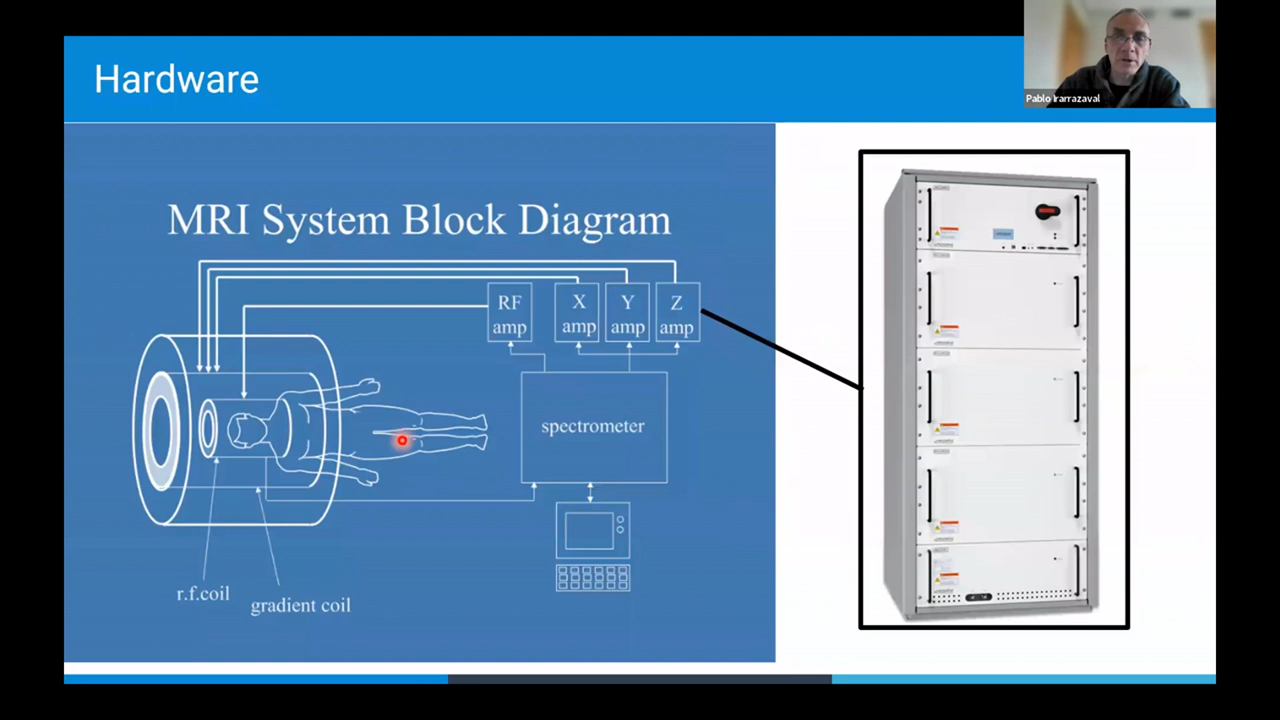 Hardware
Pablo Irarrazaval
MRI System Block Diagram
RF
amp
X
amp
Y
amp
Z
amp
spectrometer
r.f.coil
gradient coil